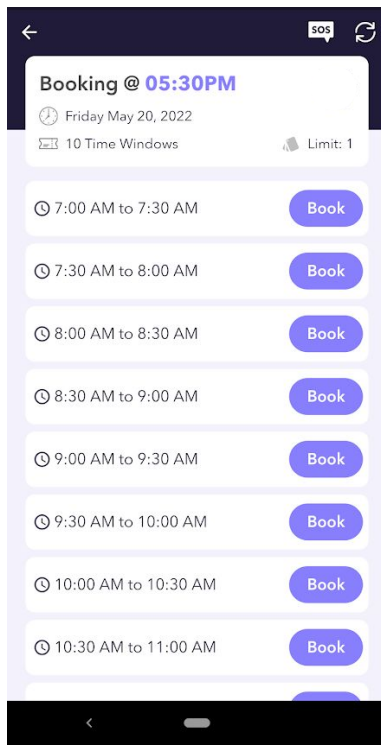 SOS
Booking @ 05:30PM
Friday May 20, 2022
10 Time Windows Limit: 1
7:00 AM to 7:30 AM Book
7:30 AM to 8:00 AM Book
8:00 AM to 8:30 AM Book
8:30 AM to 9:00 AM Book
9:00 AM to 9:30 AM Book
9:30 AM to 10:00 AM Book
10:00 AM to 10:30 AM Book
10:30 AM to 11:00 AM Book